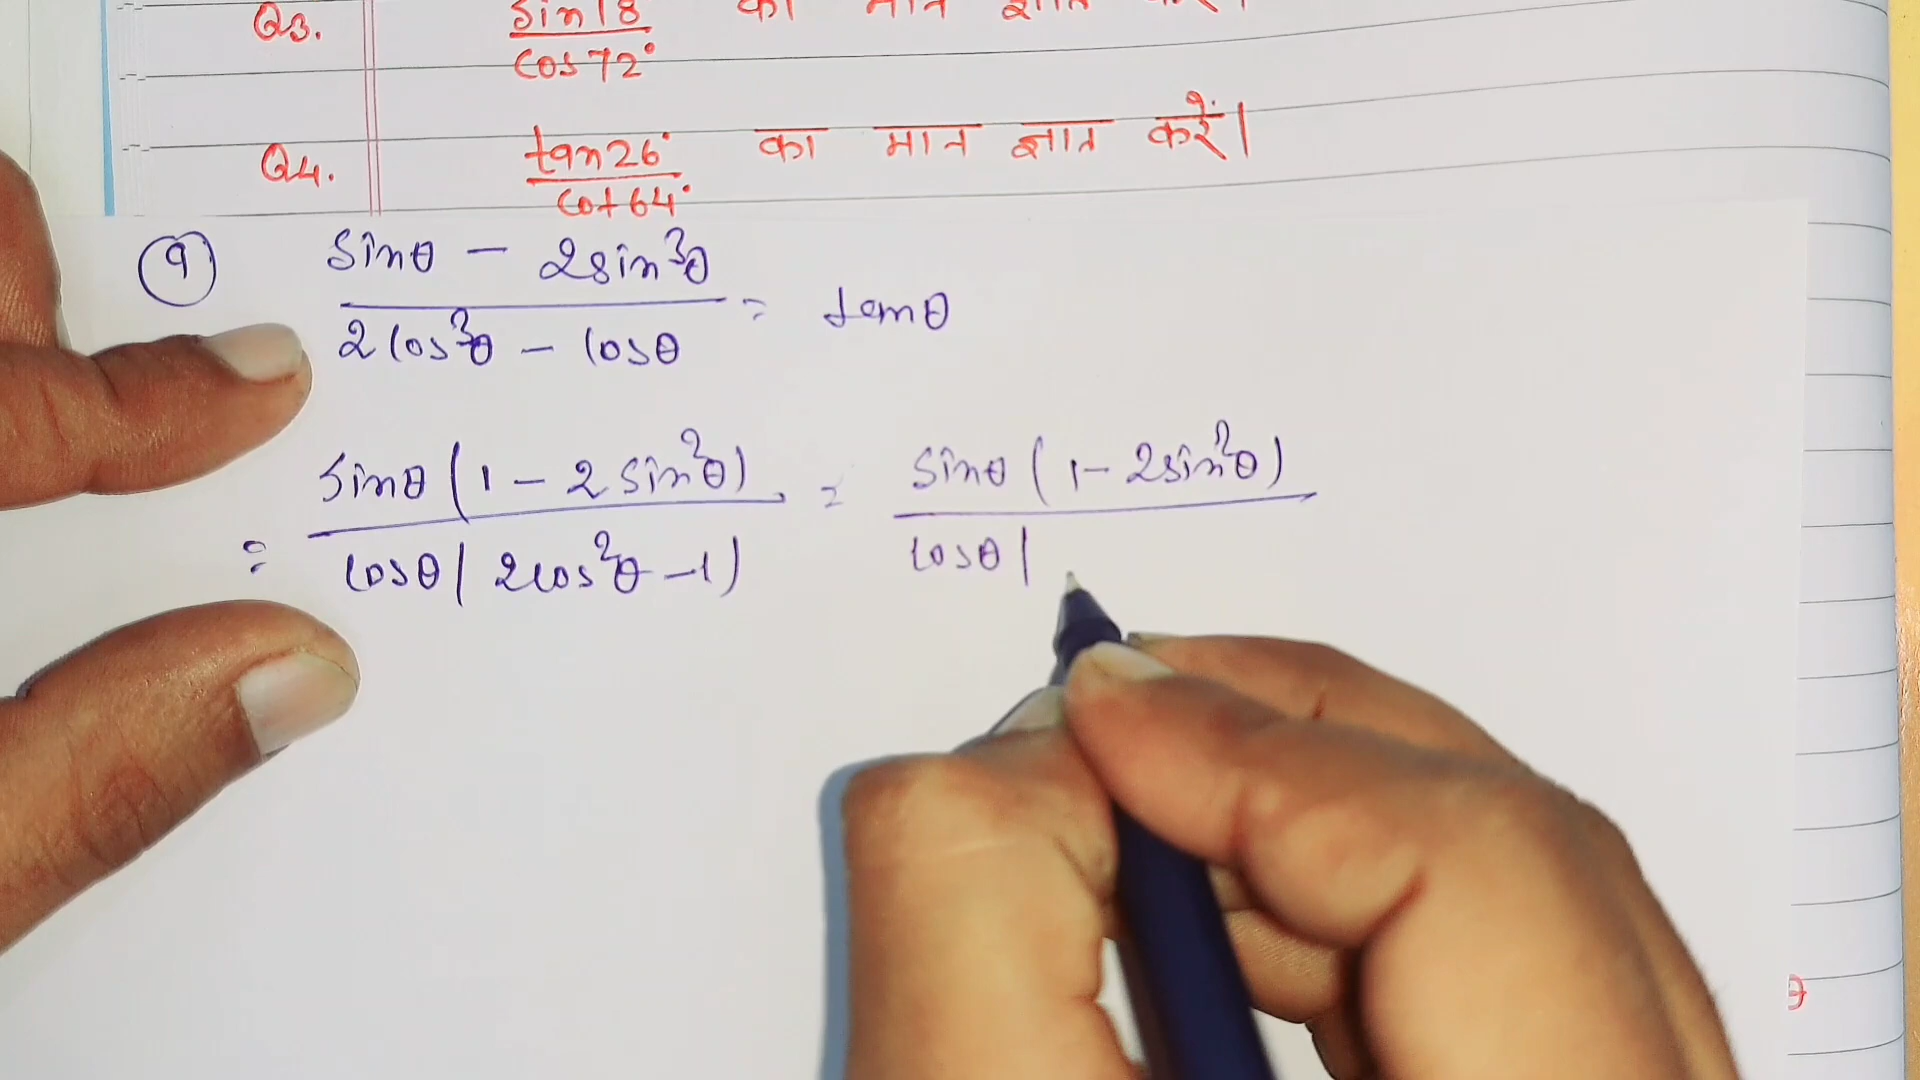 Q3. sin18 / cos72° का मान ज्ञात करें।
Q4. tan26° / cot64° का मान ज्ञात करें।
9 (sinθ - 2sin³θ) / (2cos³θ - cosθ) = tanθ
= sinθ(1 - 2sin²θ) / cosθ(2cos²θ - 1) = sinθ(1 - 2sin²θ) / cosθ(